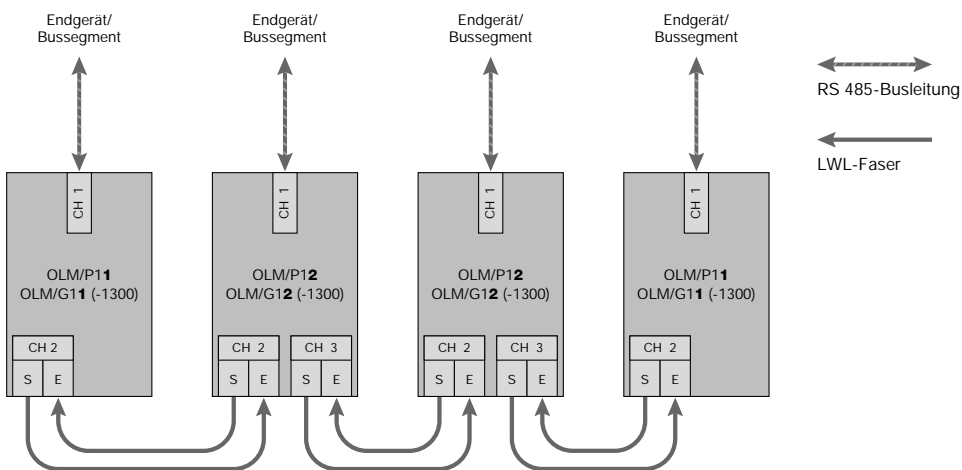 Endgerät/
Bussegment
Endgerät/
Bussegment
Endgerät/
Bussegment
Endgerät/
Bussegment
RS 485-Busleitung
LWL-Faser
CH 1
CH 1
CH 1
CH 1
OLM/P11
OLM/G11 (-1300)
OLM/P12
OLM/G12 (-1300)
OLM/P12
OLM/G12 (-1300)
OLM/P11
OLM/G11 (-1300)
CH 2
S E
CH 2 CH 3
S E S E
CH 2 CH 3
S E S E
CH 2
S E